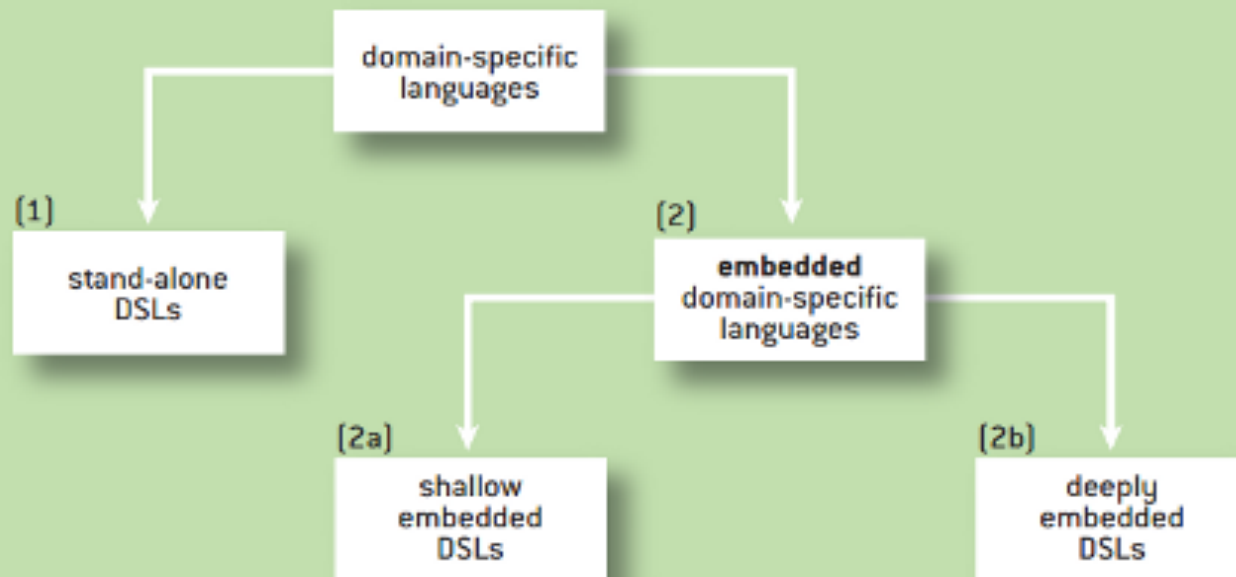 domain-specific
languages
(1)
stand-alone
DSLs
(2)
embedded
domain-specific
languages
(2a)
shallow
embedded
DSLs
(2b)
deeply
embedded
DSLs